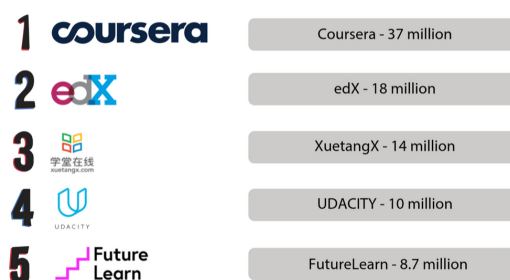 1 coursera Coursera - 37 million
2 edX edX - 18 million
3 学堂在线 XuetangX - 14 million
xuetangx.com
4 UDACITY UDACITY - 10 million
5 Future
Learn FutureLearn - 8.7 million